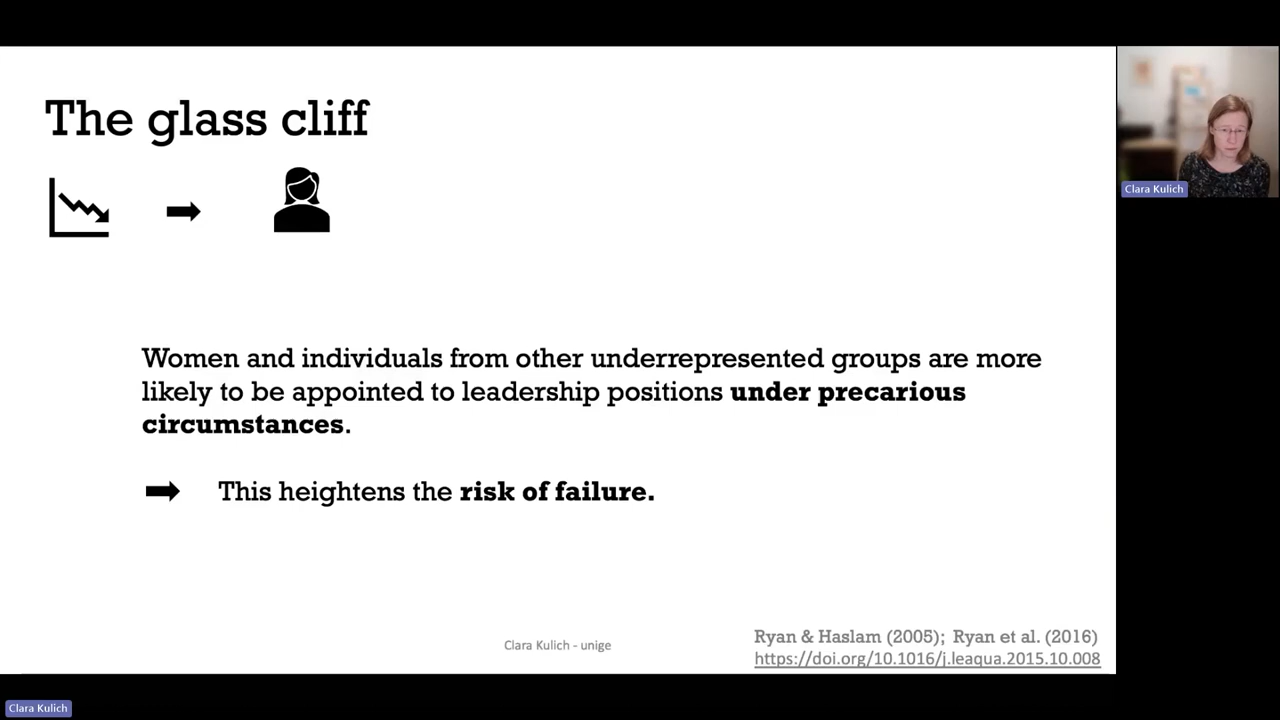 The glass cliff
Clara Kulich
Women and individuals from other underrepresented groups are more
likely to be appointed to leadership positions under precarious
circumstances.
This heightens the risk of failure.
Clara Kulich - unige
Ryan & Haslam (2005); Ryan et al. (2016)
https://doi.org/10.1016/j.leaqua.2015.10.008
Clara Kulich